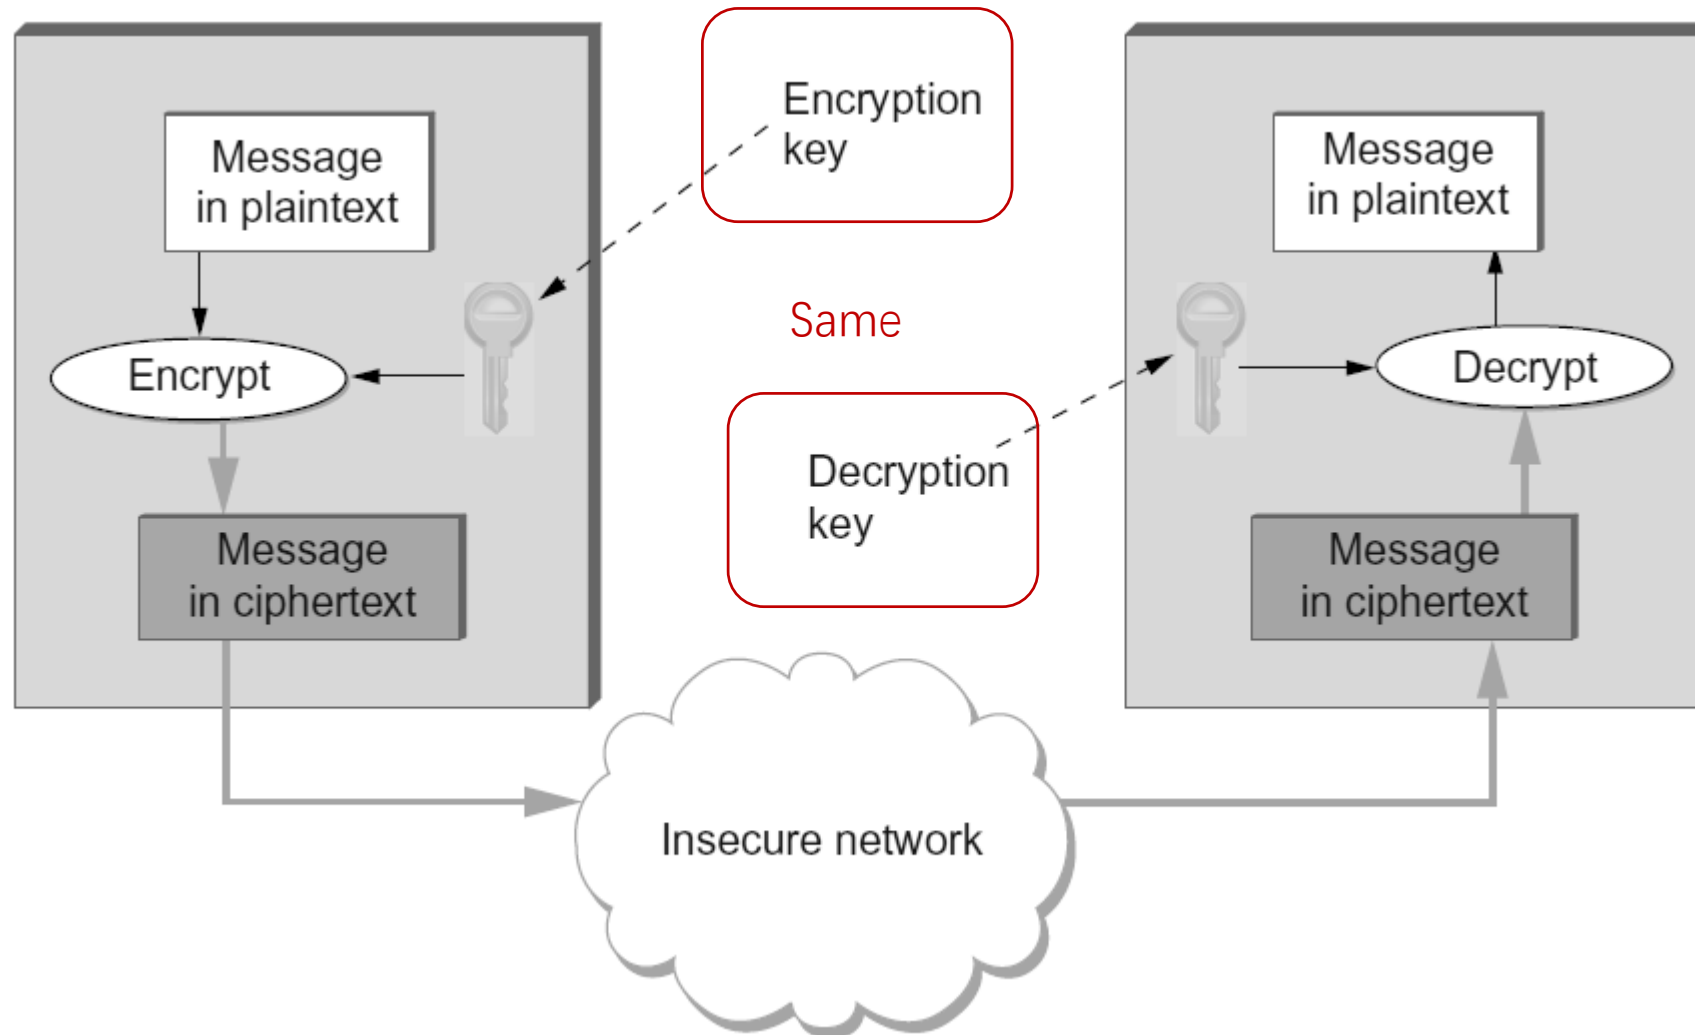 Message
in plaintext
Encrypt
Message
in ciphertext
Encryption
key
Same
Decryption
key
Insecure network
Message
in plaintext
Decrypt
Message
in ciphertext